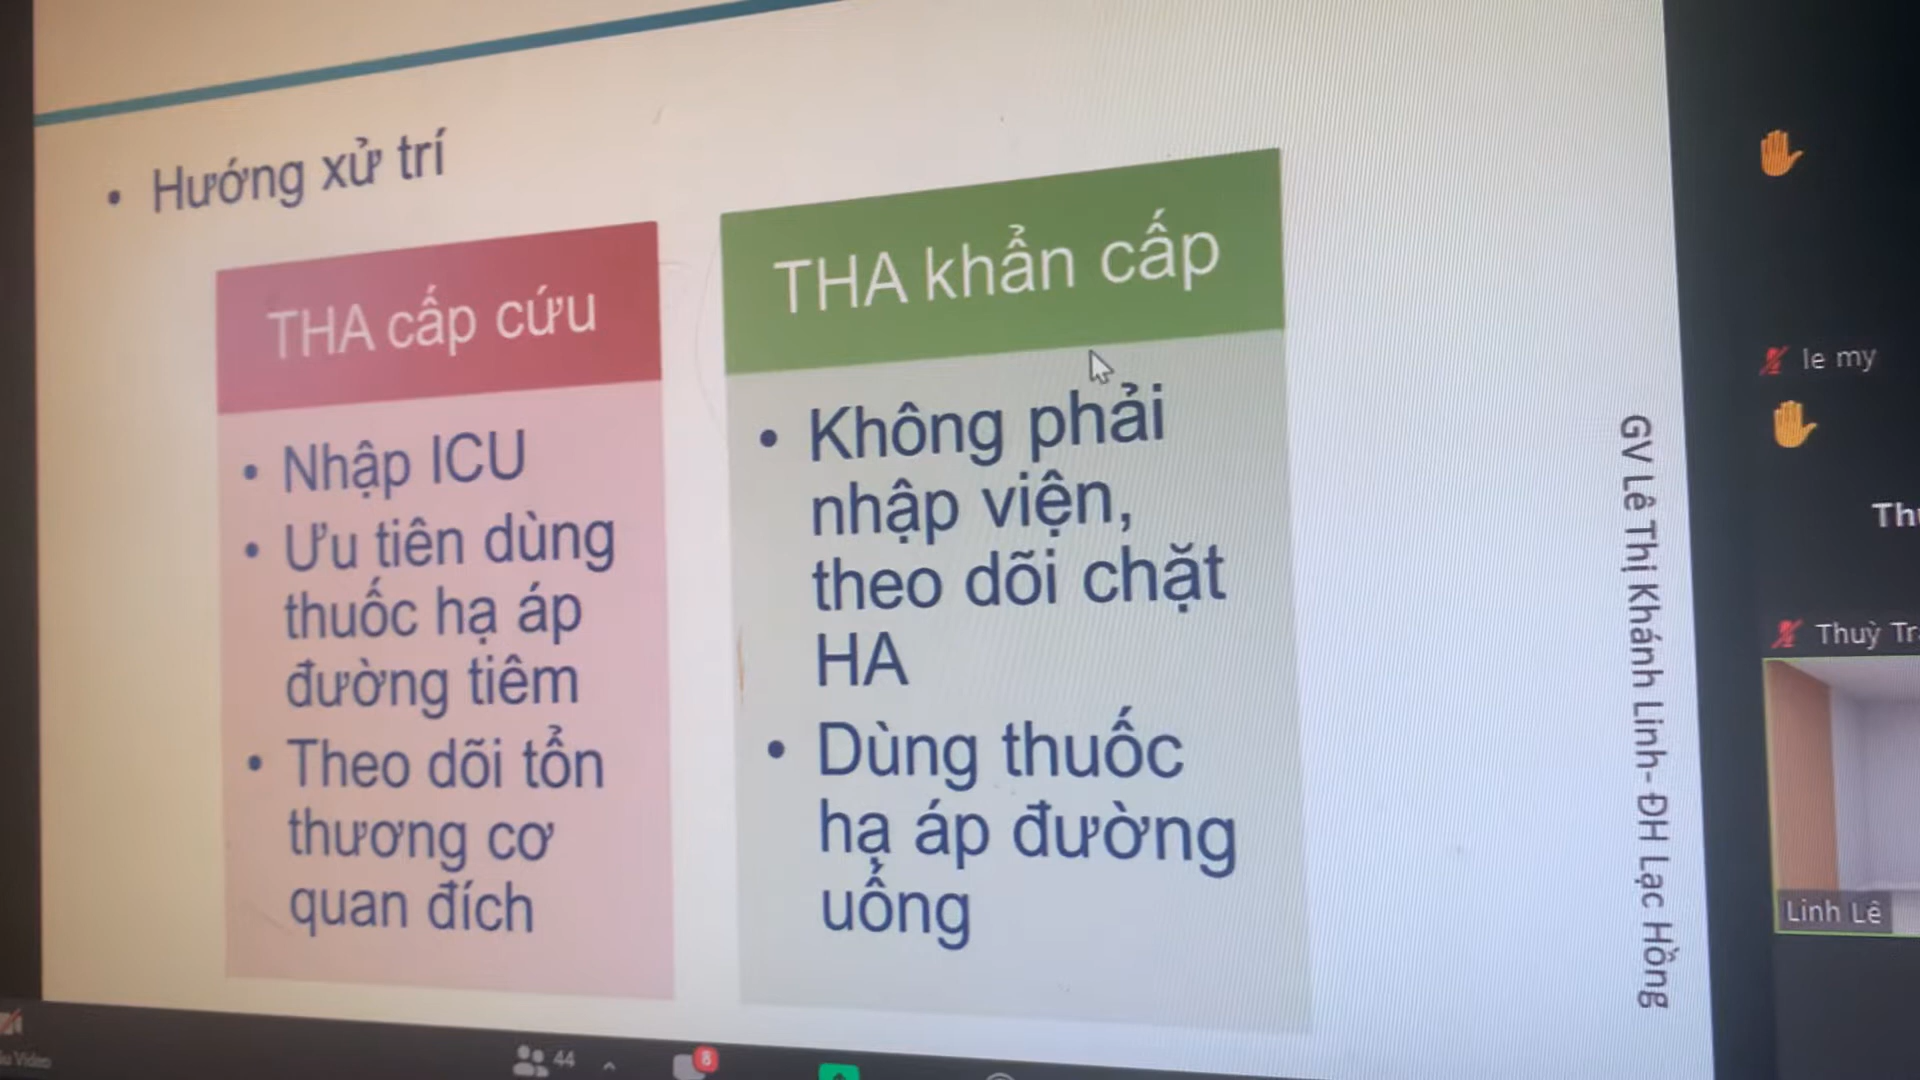 • Hướng xử trí
THA cấp cứu
• Nhập ICU
• Ưu tiên dùng
thuốc hạ áp
đường tiêm
• Theo dõi tổn
thương cơ
quan đích
THA khẩn cấp
• Không phải
nhập viện,
theo dõi chặt
HA
• Dùng thuốc
hạ áp đường
uống
GV Lê Thị Khánh Linh- ĐH Lạc Hồng
le my
Thuỳ
Linh Lê
Video
44
8